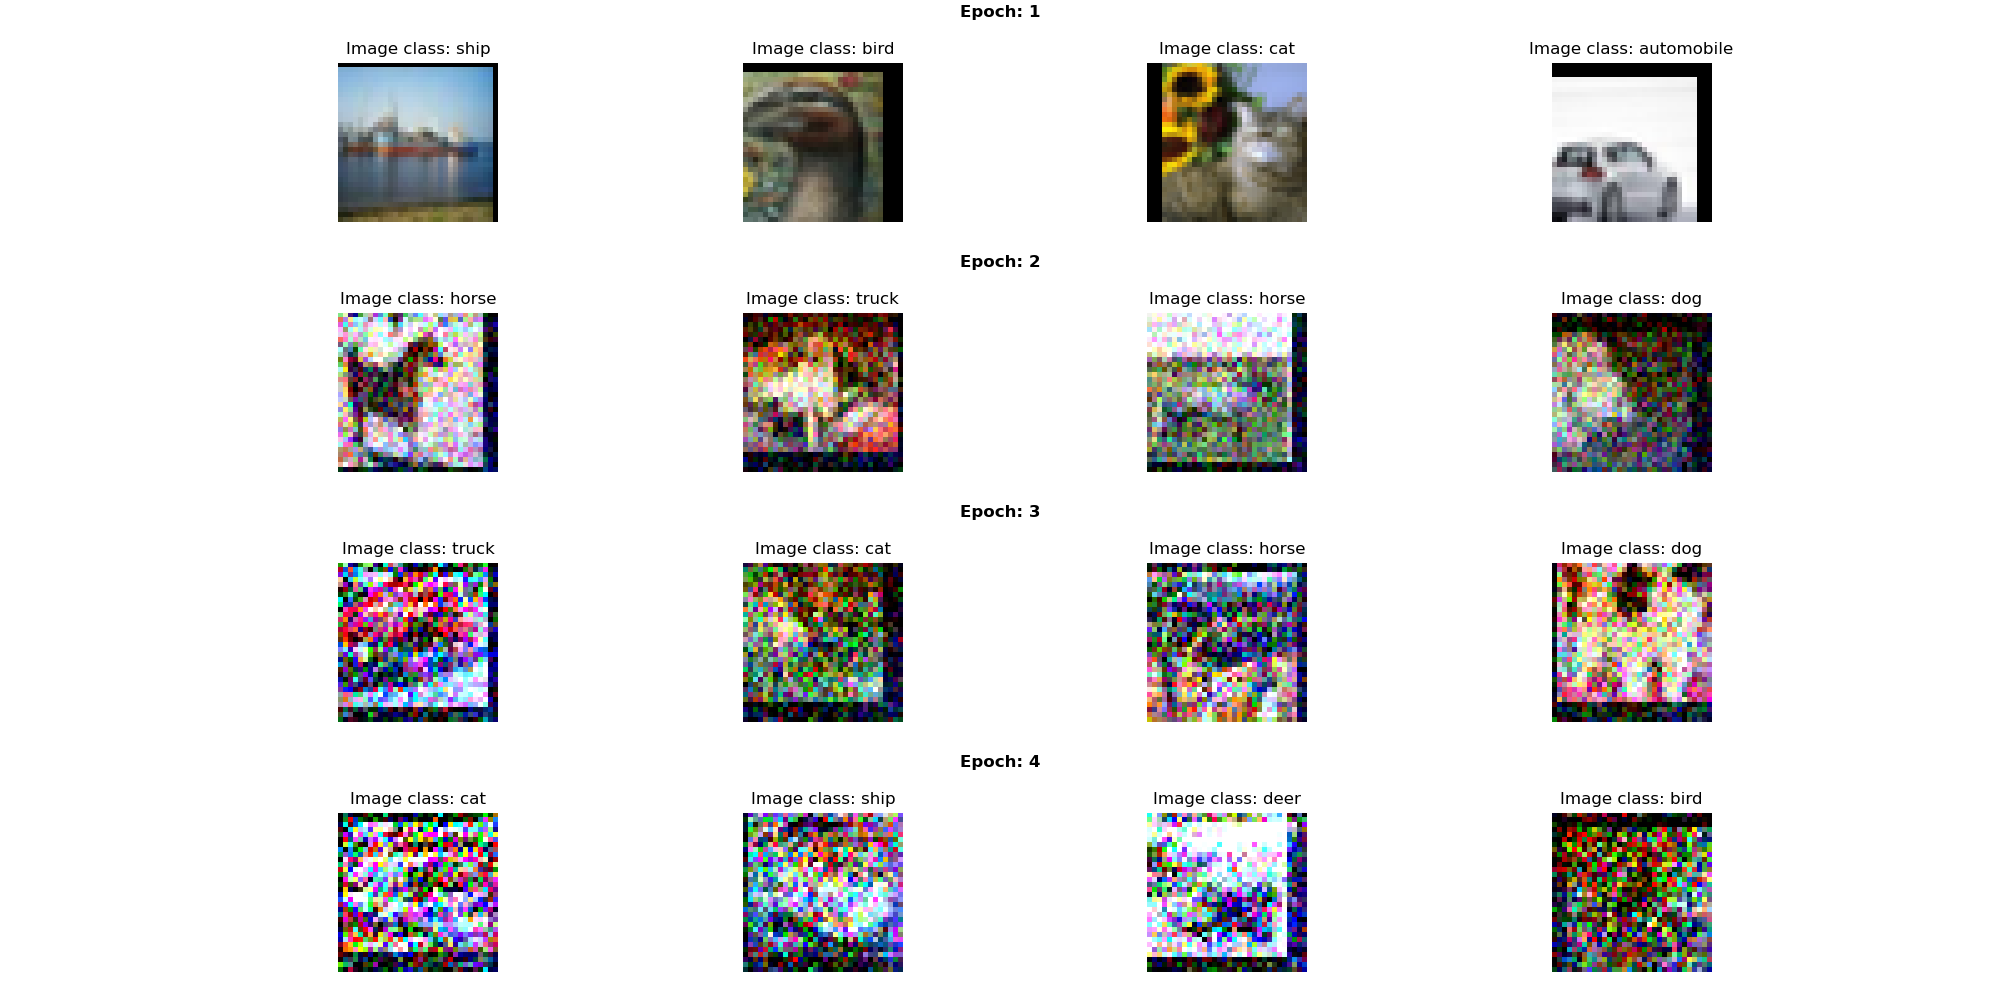 Epoch: 1
Image class: ship
Image class: bird
Image class: cat
Image class: automobile
Epoch: 2
Image class: horse
Image class: truck
Image class: horse
Image class: dog
Epoch: 3
Image class: truck
Image class: cat
Image class: horse
Image class: dog
Epoch: 4
Image class: cat
Image class: ship
Image class: deer
Image class: bird